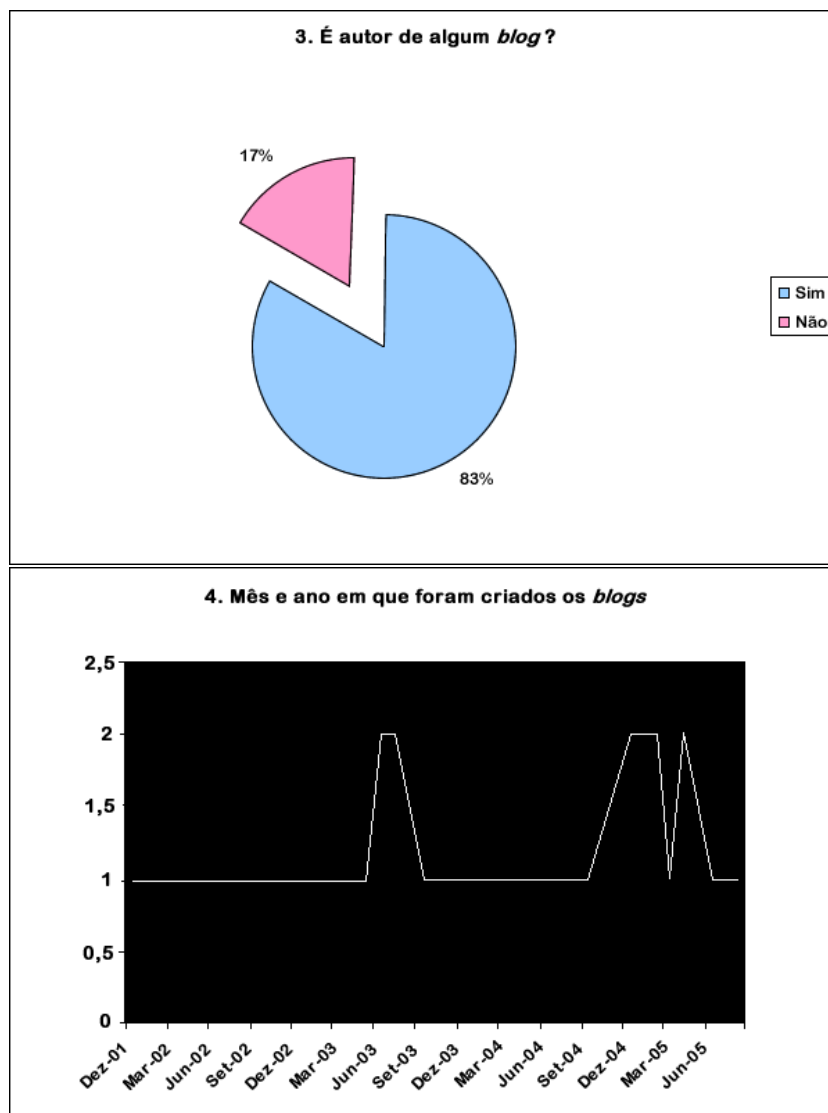 3. É autor de algum blog ?
17%
Sim
Não
83%
4. Mês e ano em que foram criados os blogs
2,5
2
1,5
1
0,5
0
Dez-01
Mar-02
Jun-02
Set-02
Dez-02
Mar-03
Jun-03
Set-03
Dez-03
Mar-04
Jun-04
Set-04
Dez-04
Mar-05
Jun-05